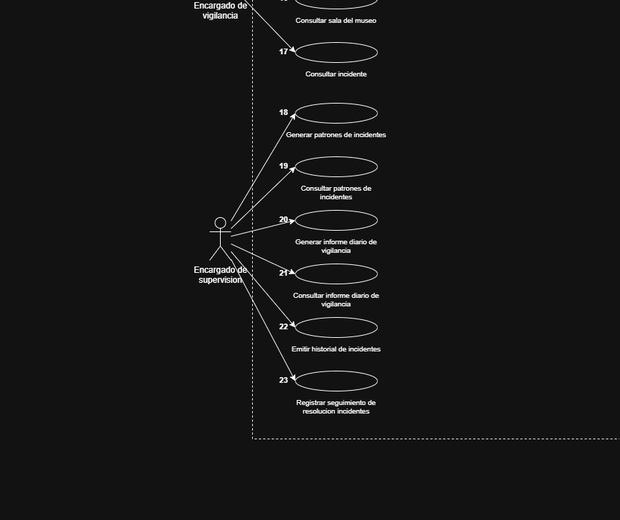 Encargado de
vigilancia
Consultar sala del museo
17
Consultar incidente
18
Generar patrones de incidentes
19
Consultar patrones de
incidentes
20
Generar informe diario de
vigilancia
Encargado de
supervision
21
Consultar informe diario de
vigilancia
22
Emitir historial de incidentes
23
Registrar seguimiento de
resolucion incidentes